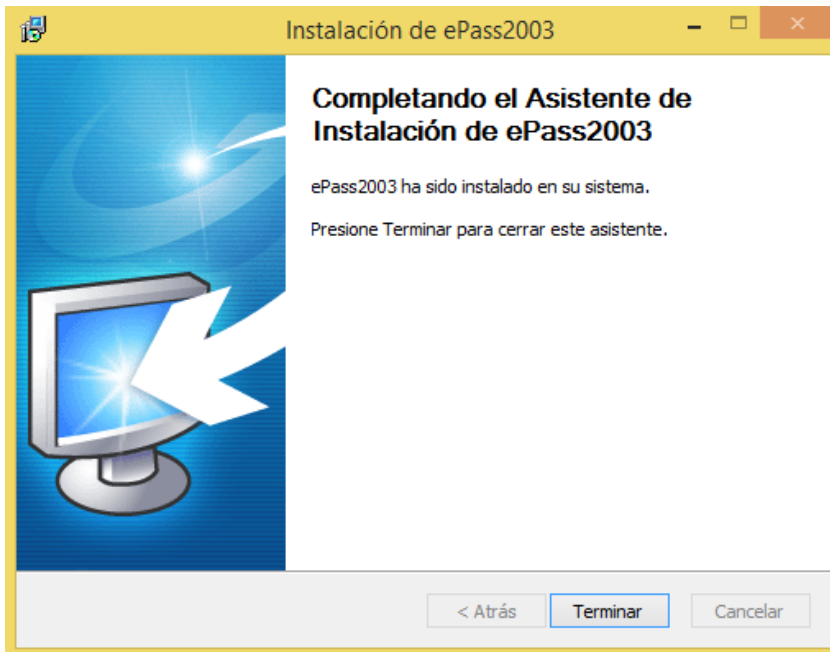 Instalación de ePass2003
Completando el Asistente de
Instalación de ePass2003
ePass2003 ha sido instalado en su sistema.
Presione Terminar para cerrar este asistente.
< Atrás
Terminar
Cancelar